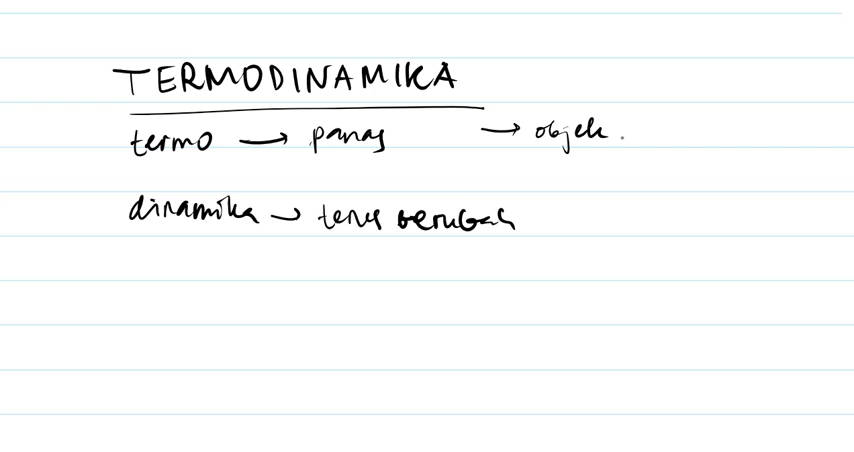 TERMODINAMIKA
termo → panas → objek.
dinamika → terus berubah